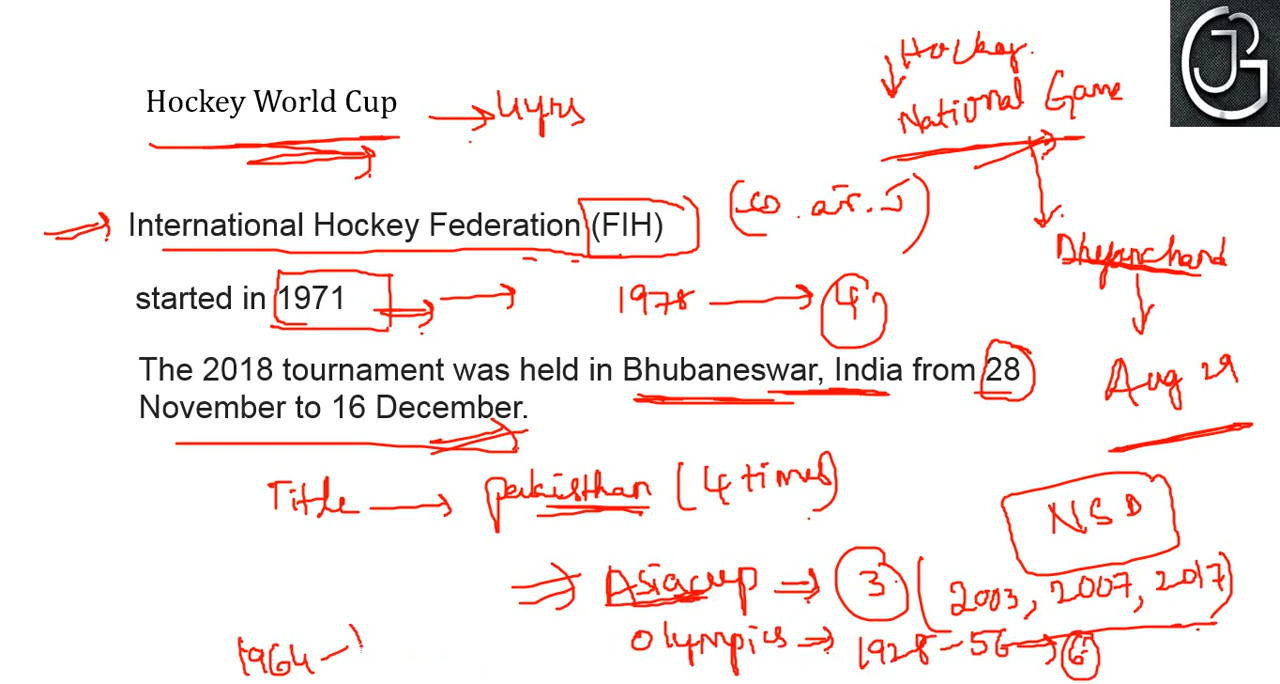 Hockey.
National Game
Hockey World Cup → 4yrs
International Hockey Federation (FIH)
Dhyanchand
started in 1971 → 1978 → 4
The 2018 tournament was held in Bhubaneswar, India from 28
November to 16 December.
Aug 29
Title → pakisthan (4 times)
NSD
⇒ Asiacup ⇒ 3 (2003, 2007, 2017)
Olympics → 1928 - 56 → 6
1964 -